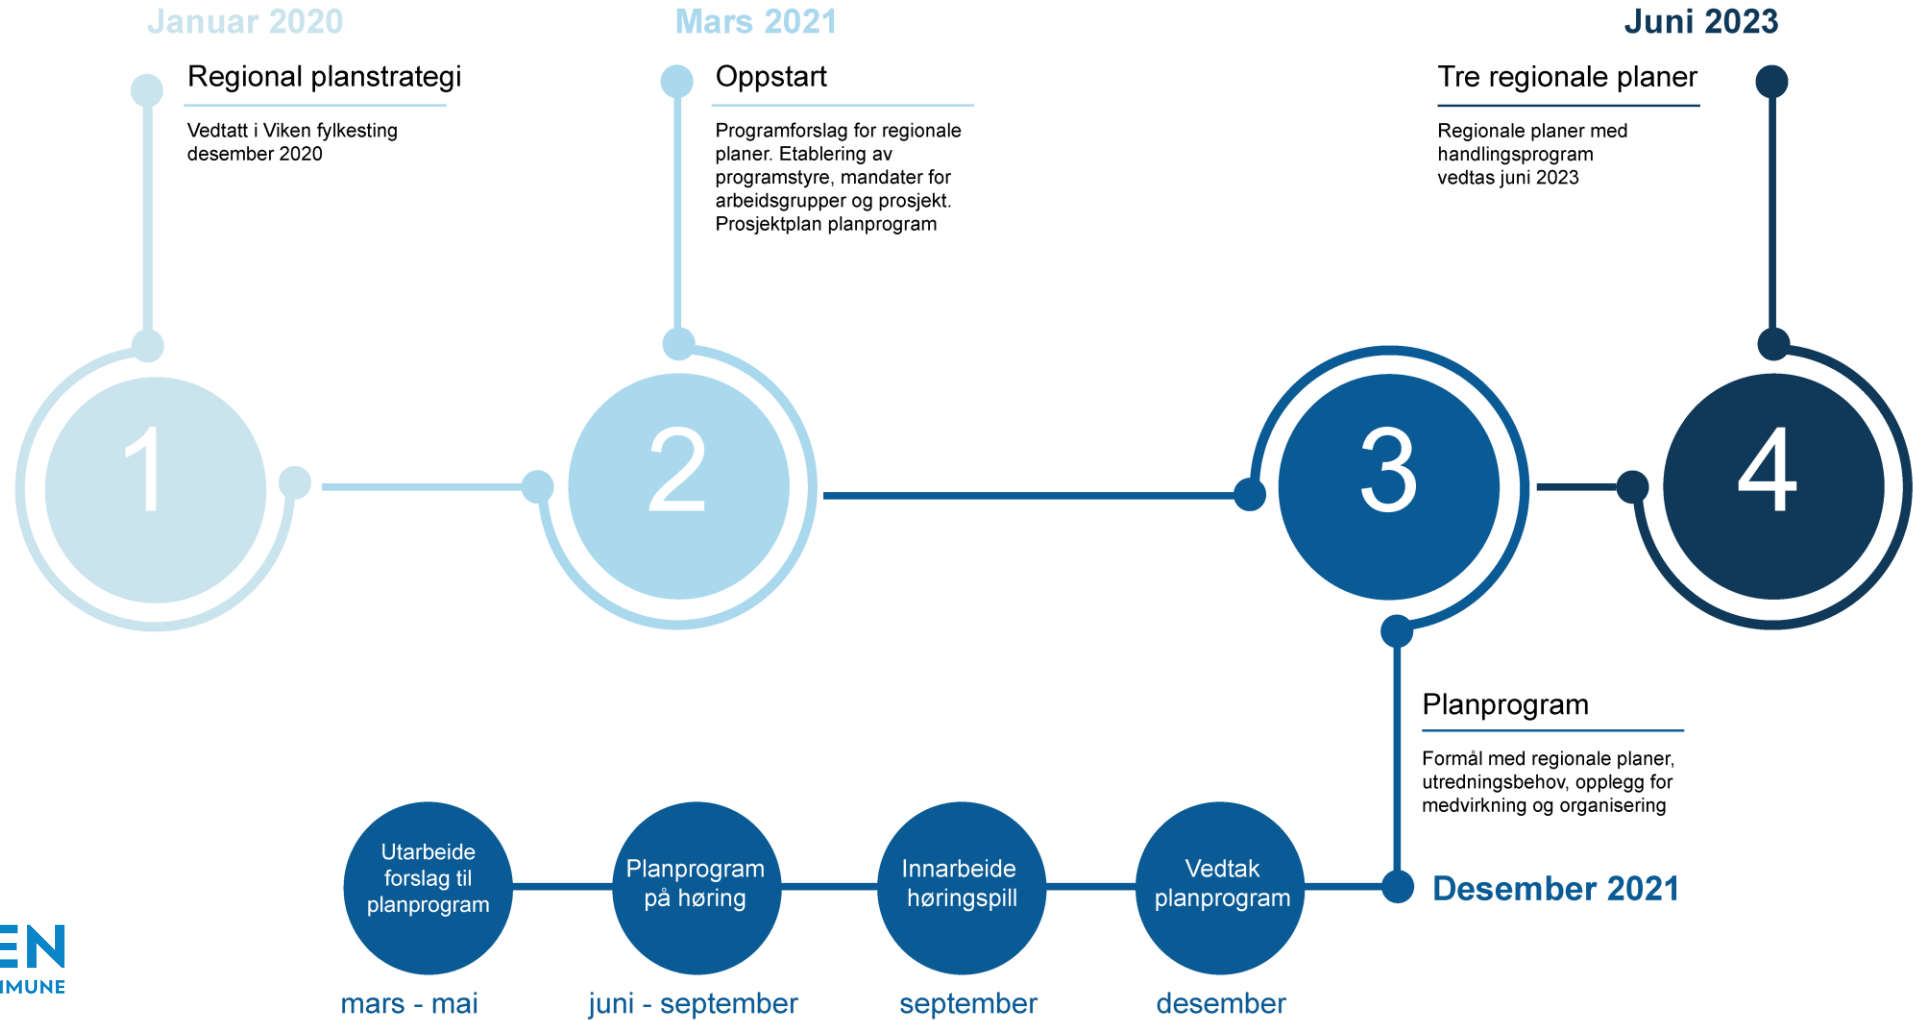 Januar 2020
Regional planstrategi
Vedtatt i Viken fylkesting
desember 2020
Mars 2021
Oppstart
Programforslag for regionale
planer. Etablering av
programstyre, mandater for
arbeidsgrupper og prosjekt.
Prosjektplan planprogram
Juni 2023
Tre regionale planer
Regionale planer med
handlingsprogram
vedtas juni 2023
1
2
3
4
Planprogram
Formål med regionale planer,
utredningsbehov, opplegg for
medvirkning og organisering
Desember 2021
Utarbeide
forslag til
planprogram
mars - mai
Planprogram
på høring
juni - september
Innarbeide
høringspill
september
Vedtak
planprogram
desember
EN
MMUNE